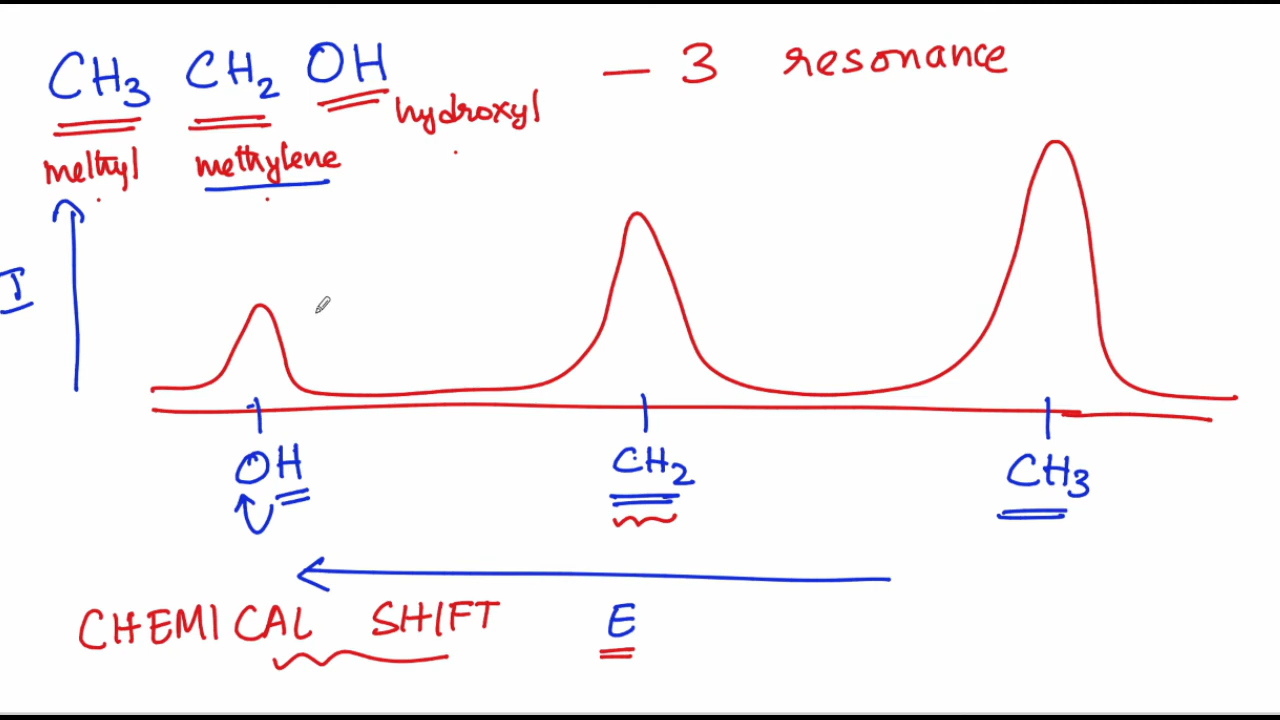 CH3 CH2 OH — 3 resonance
hydroxyl
methyl methylene
I
OH CH2 CH3
CHEMICAL SHIFT E